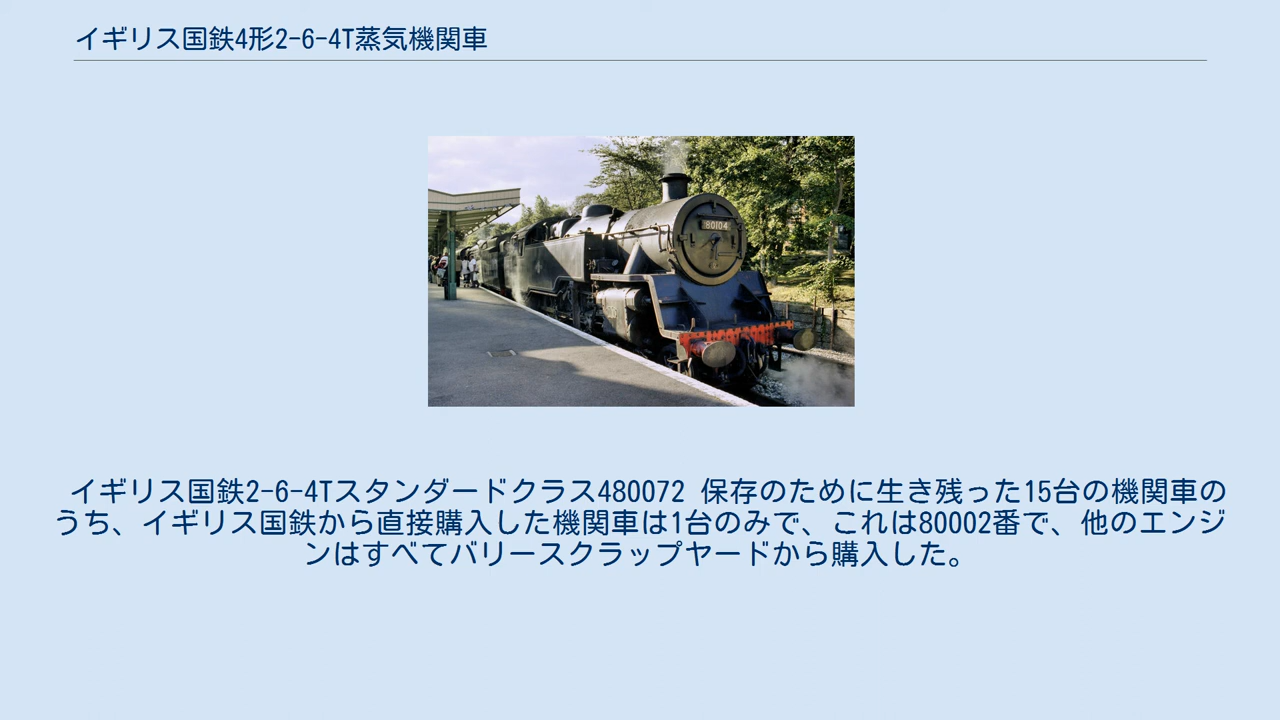 イギリス国鉄4形2-6-4T蒸気機関車
80104
イギリス国鉄2-6-4Tスタンダードクラス480072 保存のために生き残った15台の機関車の
うち、イギリス国鉄から直接購入した機関車は1台のみで、これは80002番で、他のエンジ
ンはすべてバリースクラップヤードから購入した。